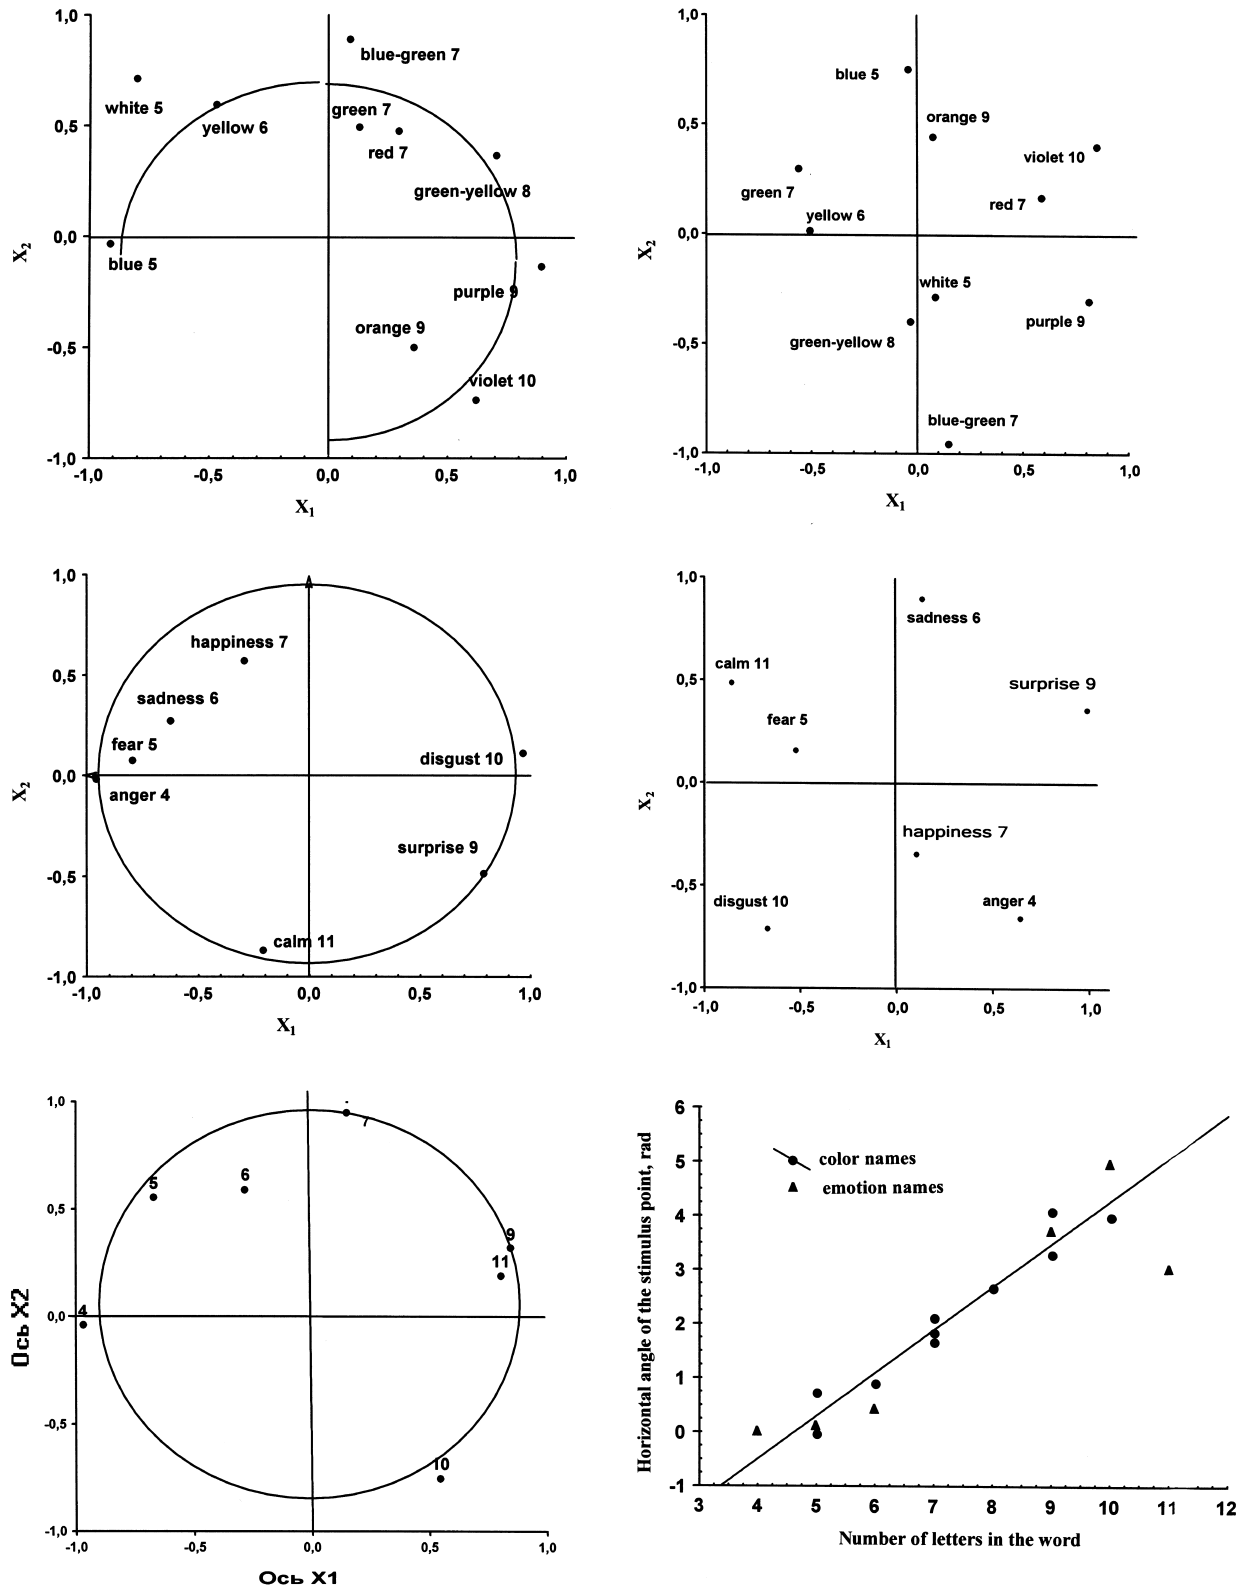 1,0
blue-green 7
white 5
yellow 6
green 7
0,5
red 7
green-yellow 8
0,0
X2
blue 5
purple 9
orange 9
-0,5
violet 10
-1,0
-1,0
-0,5
0,0
0,5
1,0
X1
1,0
blue 5
orange 9
0,5
violet 10
green 7
red 7
yellow 6
0,0
X2
white 5
purple 9
-0,5
green-yellow 8
blue-green 7
-1,0
-1,0
-0,5
0,0
0,5
1,0
X1
1,0
happiness 7
0,5
sadness 6
fear 5
disgust 10
0,0
X2
anger 4
surprise 9
-0,5
calm 11
-1,0
-1,0
-0,5
0,0
0,5
1,0
X1
1,0
sadness 6
calm 11
0,5
surprise 9
fear 5
0,0
X2
happiness 7
-0,5
disgust 10
anger 4
-1,0
-1,0
-0,5
0,0
0,5
1,0
X1
1,0
7
6
5
0,5
9
11
4
0,0
Ось X2
-0,5
10
-1,0
-1,0
-0,5
0,0
0,5
1,0
Ось X1
6
5
4
3
2
1
0
-1
Horizontal angle of the stimulus point, rad
color names
emotion names
3
4
5
6
7
8
9
10
11
12
Number of letters in the word